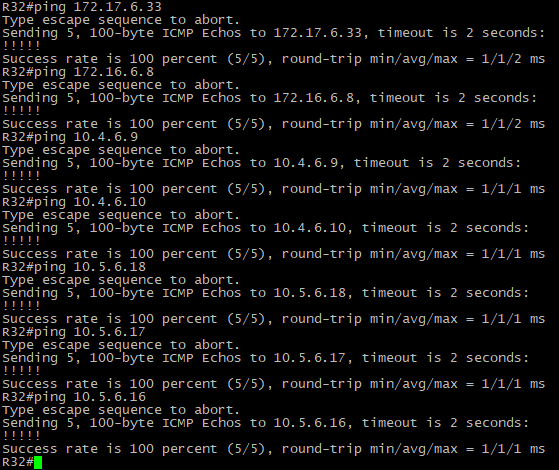 R32#ping 172.17.6.33
Type escape sequence to abort.
Sending 5, 100-byte ICMP Echos to 172.17.6.33, timeout is 2 seconds:
!!!!!
Success rate is 100 percent (5/5), round-trip min/avg/max = 1/1/2 ms
R32#ping 172.16.6.8
Type escape sequence to abort.
Sending 5, 100-byte ICMP Echos to 172.16.6.8, timeout is 2 seconds:
!!!!!
Success rate is 100 percent (5/5), round-trip min/avg/max = 1/1/2 ms
R32#ping 10.4.6.9
Type escape sequence to abort.
Sending 5, 100-byte ICMP Echos to 10.4.6.9, timeout is 2 seconds:
!!!!!
Success rate is 100 percent (5/5), round-trip min/avg/max = 1/1/1 ms
R32#ping 10.4.6.10
Type escape sequence to abort.
Sending 5, 100-byte ICMP Echos to 10.4.6.10, timeout is 2 seconds:
!!!!!
Success rate is 100 percent (5/5), round-trip min/avg/max = 1/1/1 ms
R32#ping 10.5.6.18
Type escape sequence to abort.
Sending 5, 100-byte ICMP Echos to 10.5.6.18, timeout is 2 seconds:
!!!!!
Success rate is 100 percent (5/5), round-trip min/avg/max = 1/1/1 ms
R32#ping 10.5.6.17
Type escape sequence to abort.
Sending 5, 100-byte ICMP Echos to 10.5.6.17, timeout is 2 seconds:
!!!!!
Success rate is 100 percent (5/5), round-trip min/avg/max = 1/1/1 ms
R32#ping 10.5.6.16
Type escape sequence to abort.
Sending 5, 100-byte ICMP Echos to 10.5.6.16, timeout is 2 seconds:
!!!!!
Success rate is 100 percent (5/5), round-trip min/avg/max = 1/1/1 ms
R32#